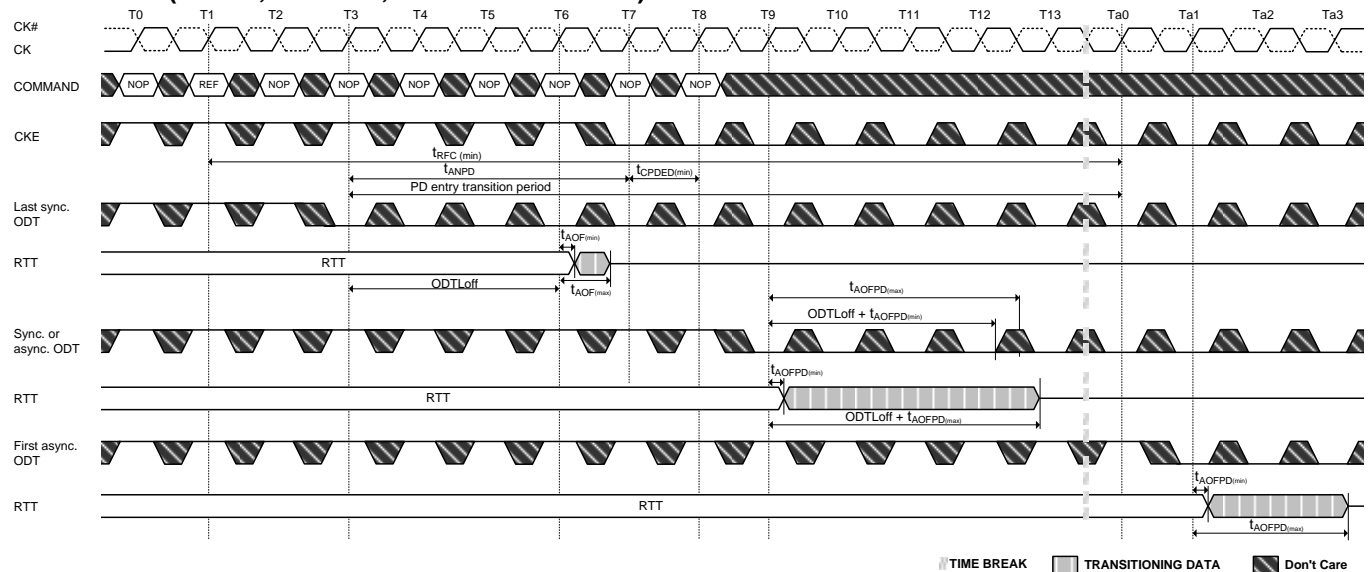 T0 T1 T2 T3 T4 T5 T6 T7 T8 T9 T10 T11 T12 T13 Ta0 Ta1 Ta2 Ta3
CK#
CK
COMMAND NOP REF NOP NOP NOP NOP NOP NOP NOP
CKE
tRFC (min)
tANPD tCPDED(min)
PD entry transition period
Last sync.
ODT
tAOF(min)
RTT RTT
ODTLoff tAOF(max)
tAOFPD(max)
ODTLoff + tAOFPD(min)
Sync. or
async. ODT
tAOFPD(min)
RTT RTT
ODTLoff + tAOFPD(max)
First async.
ODT
tAOFPD(min)
RTT RTT
tAOFPD(max)
TIME BREAK TRANSITIONING DATA Don't Care